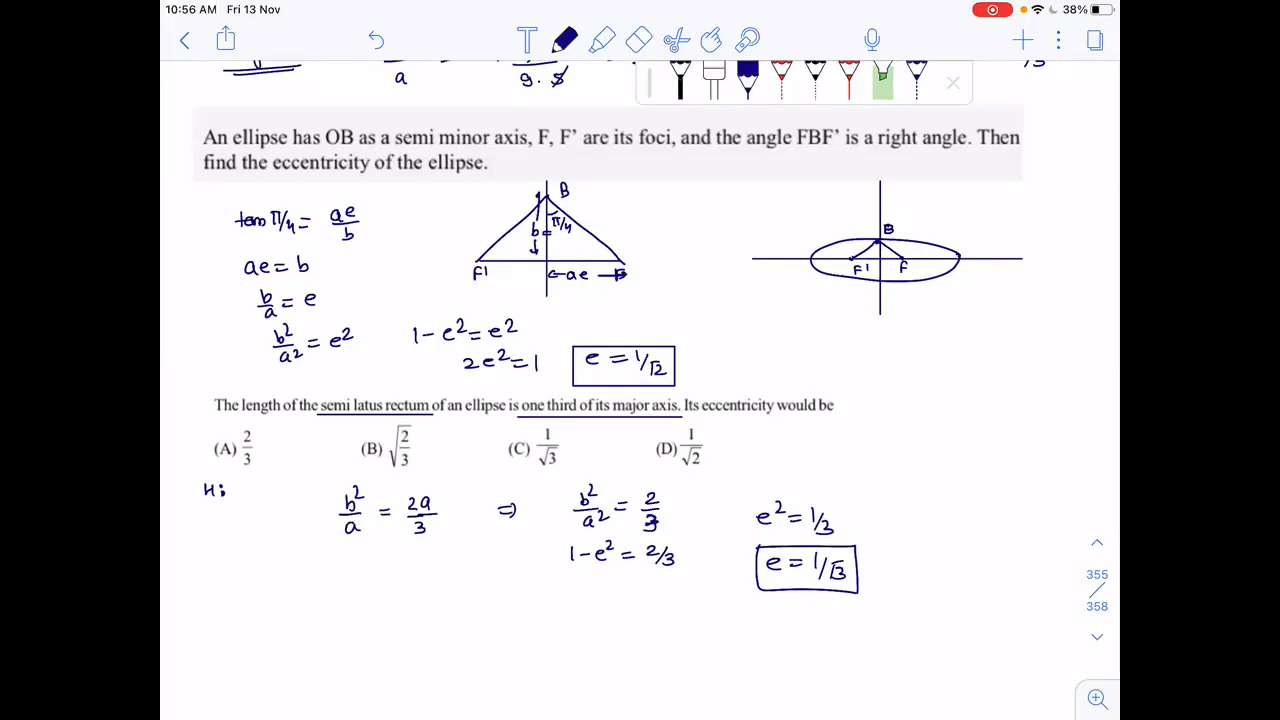 10:56 AM Fri 13 Nov
38%
a
g. 5
An ellipse has OB as a semi minor axis, F, F' are its foci, and the angle FBF' is a right angle. Then
find the eccentricity of the ellipse.
tan π/4 = ae/b
ae = b
b/a = e
b²/a² = e²
B
π/4
b
F'
ae
F
B
F'
F
1 - e² = e²
2e² = 1
e = 1/√2
The length of the semi latus rectum of an ellipse is one third of its major axis. Its eccentricity would be
(A) 2/3 (B) √(2/3) (C) 1/√3 (D) 1/√2
b²/a = 2a/3 ⇒ b²/a² = 2/3
1 - e² = 2/3
e² = 1/3
e = 1/√3
355
/
358